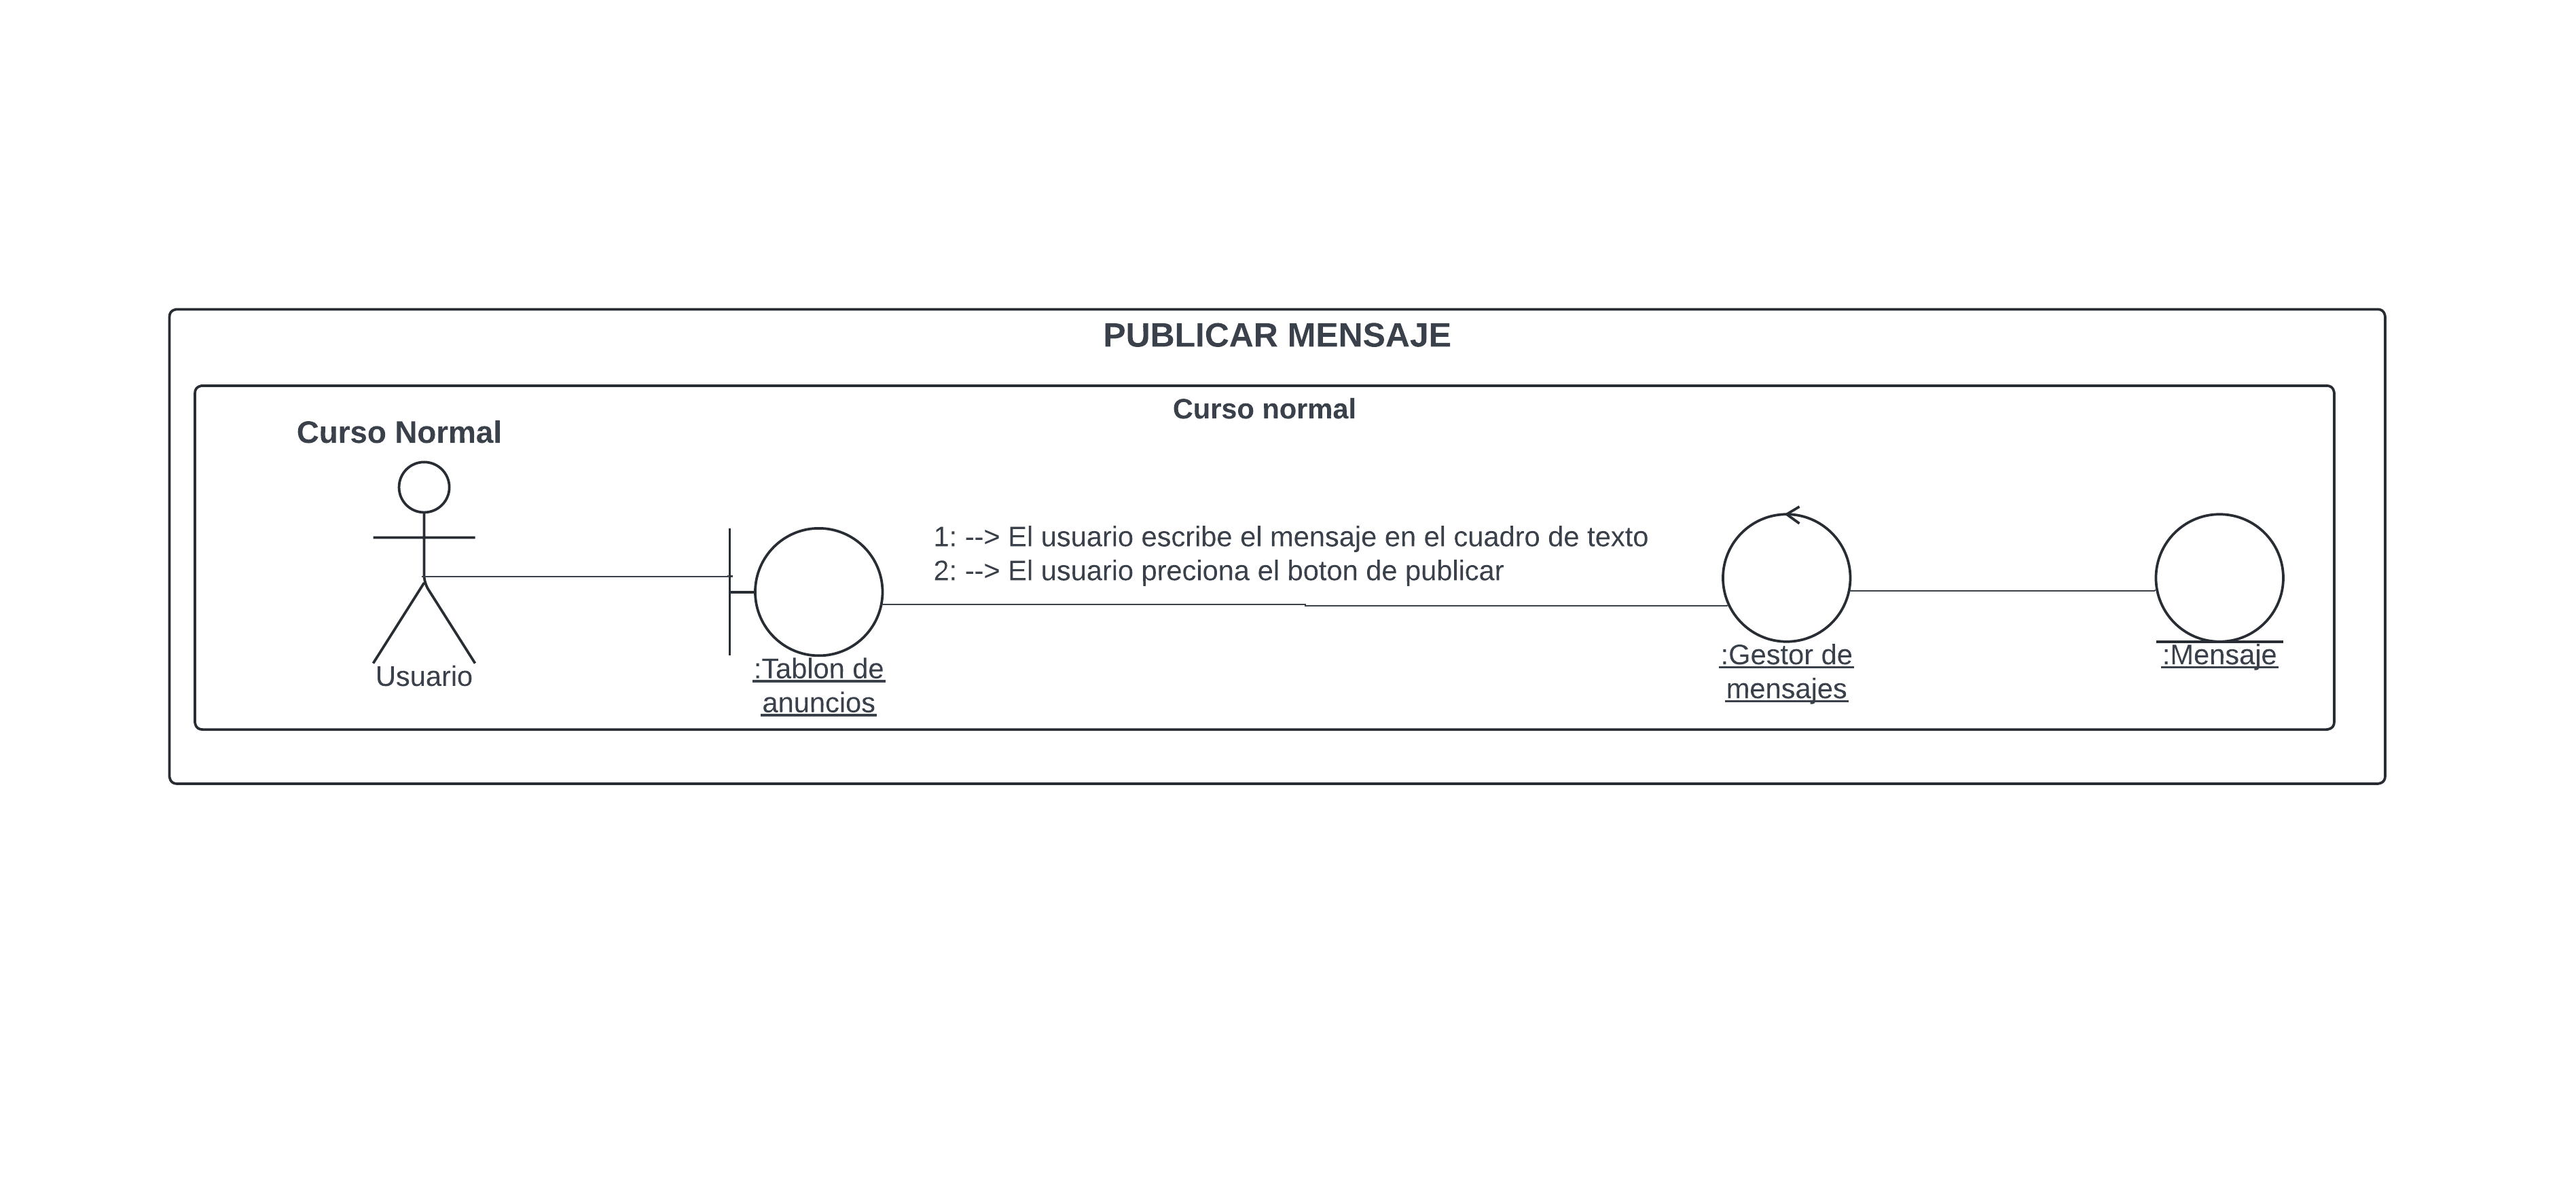 PUBLICAR MENSAJE
Curso normal
Curso Normal
1: --> El usuario escribe el mensaje en el cuadro de texto
2: --> El usuario preciona el boton de publicar
Usuario
:Tablon de
anuncios
:Gestor de
mensajes
:Mensaje